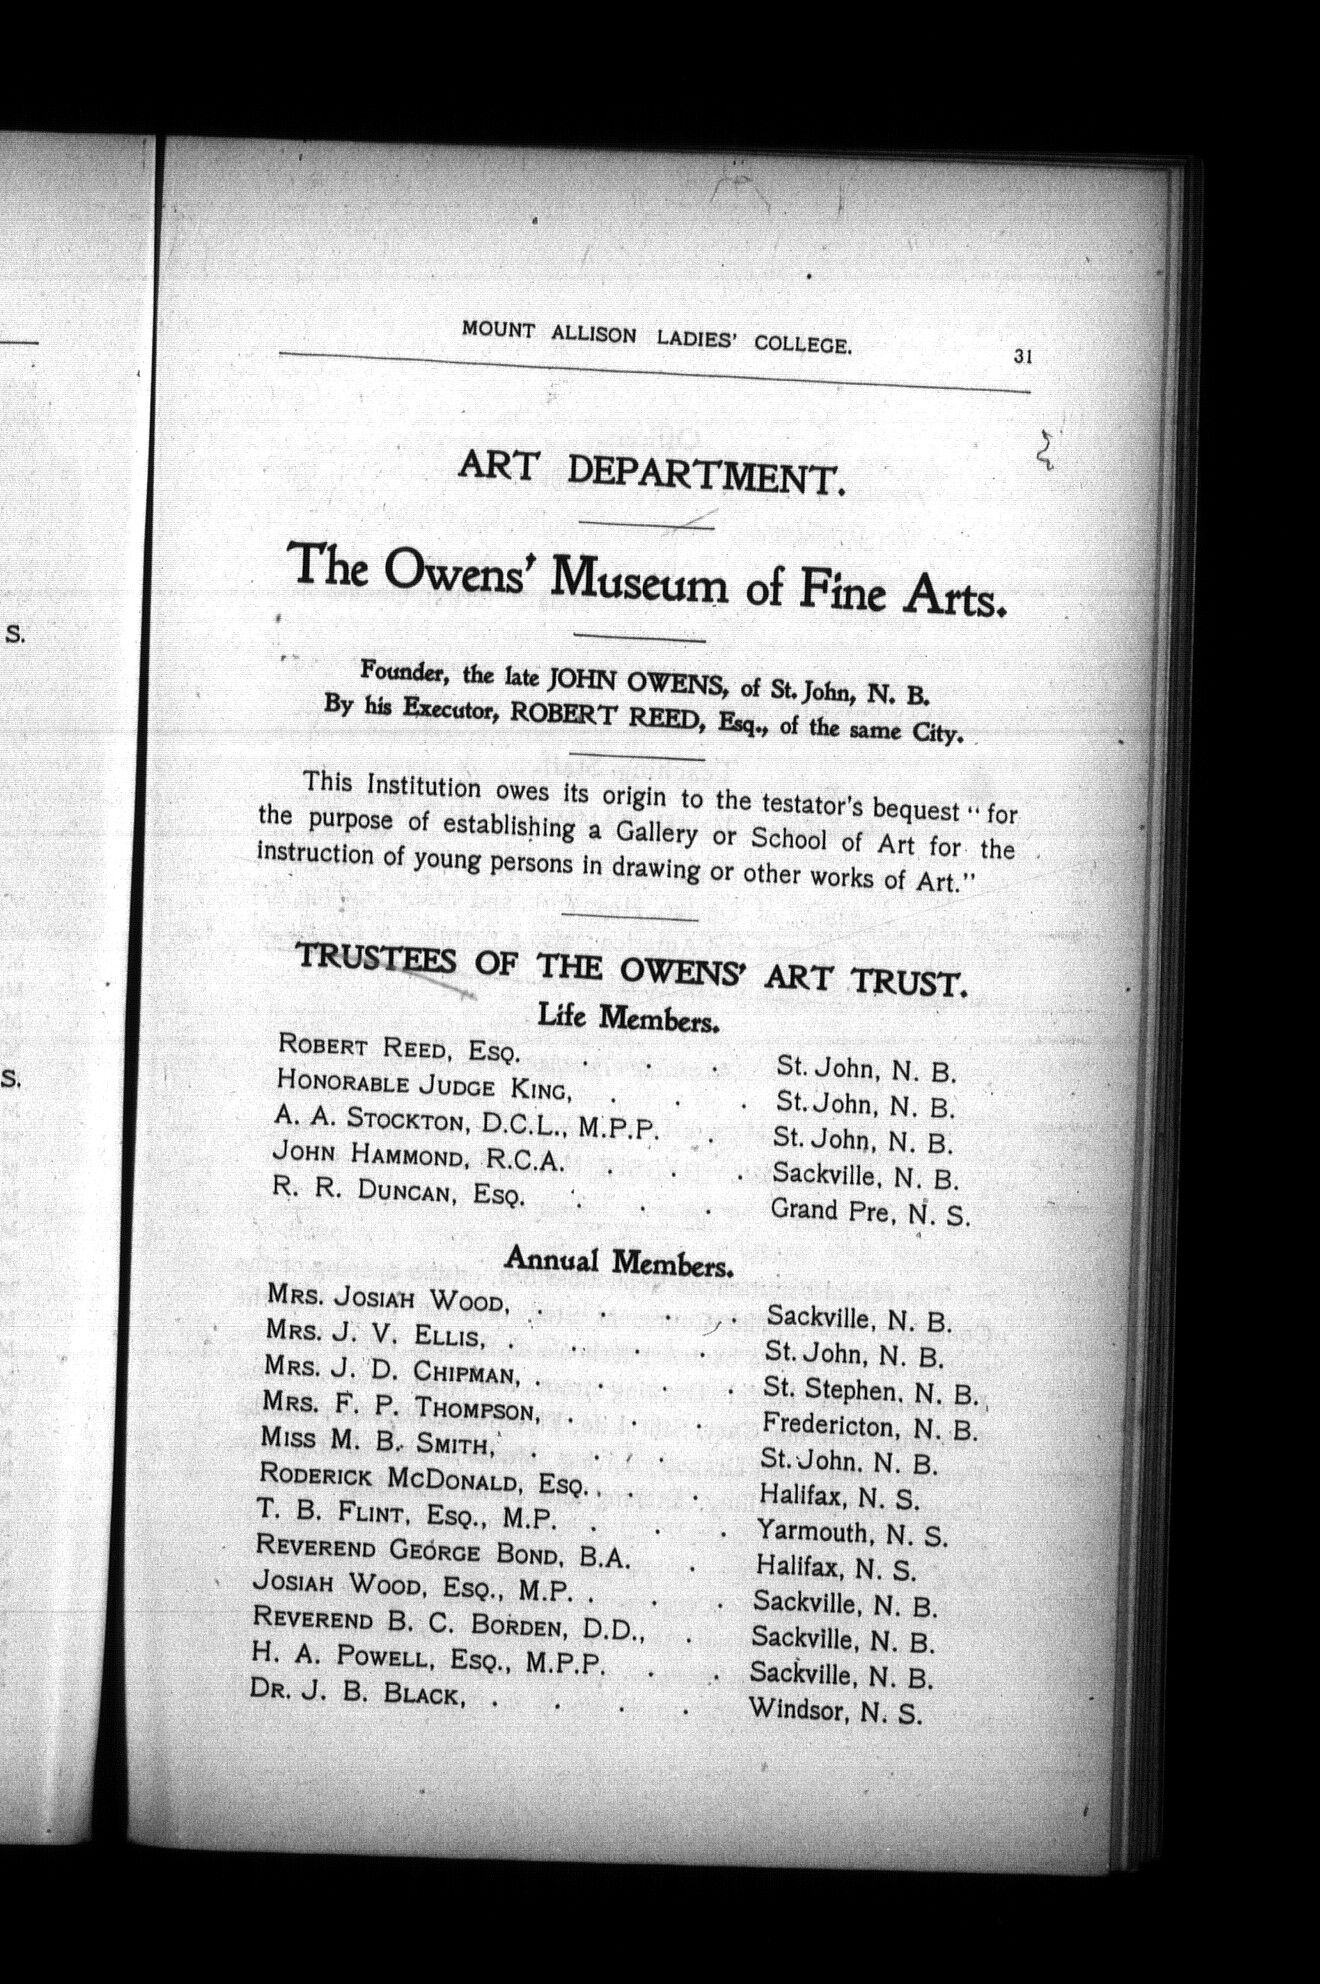 MOUNT ALLISON LADIES' COLLEGE. 31
ART DEPARTMENT.
The Owens' Museum of Fine Arts.
Founder, the late JOHN OWENS, of St. John, N. B.
By his Executor, ROBERT REED, Esq., of the same City.
This Institution owes its origin to the testator's bequest "for
the purpose of establishing a Gallery or School of Art for the
instruction of young persons in drawing or other works of Art."
TRUSTEES OF THE OWENS' ART TRUST.
Life Members.
ROBERT REED, ESQ. . . St. John, N. B.
HONORABLE JUDGE KING, . . . St. John, N. B.
A. A. STOCKTON, D.C.L., M.P.P. . . St. John, N. B.
JOHN HAMMOND, R.C.A. . . . Sackville, N. B.
R. R. DUNCAN, ESQ. . . . Grand Pre, N. S.
Annual Members.
MRS. JOSIAH WOOD, . . . . Sackville, N. B.
MRS. J. V. ELLIS, . . . . St. John, N. B.
MRS. J. D. CHIPMAN, . . . . St. Stephen, N. B.
MRS. F. P. THOMPSON, . . . Fredericton, N. B.
MISS M. B. SMITH, . . . St. John, N. B.
RODERICK MCDONALD, ESQ., . . Halifax, N. S.
T. B. FLINT, ESQ., M.P. . . . Yarmouth, N. S.
REVEREND GEORGE BOND, B.A. . Halifax, N. S.
JOSIAH WOOD, ESQ., M.P. . . . Sackville, N. B.
REVEREND B. C. BORDEN, D.D., . Sackville, N. B.
H. A. POWELL, ESQ., M.P.P. . . Sackville, N. B.
DR. J. B. BLACK, . . . . Windsor, N. S.
S.
S.